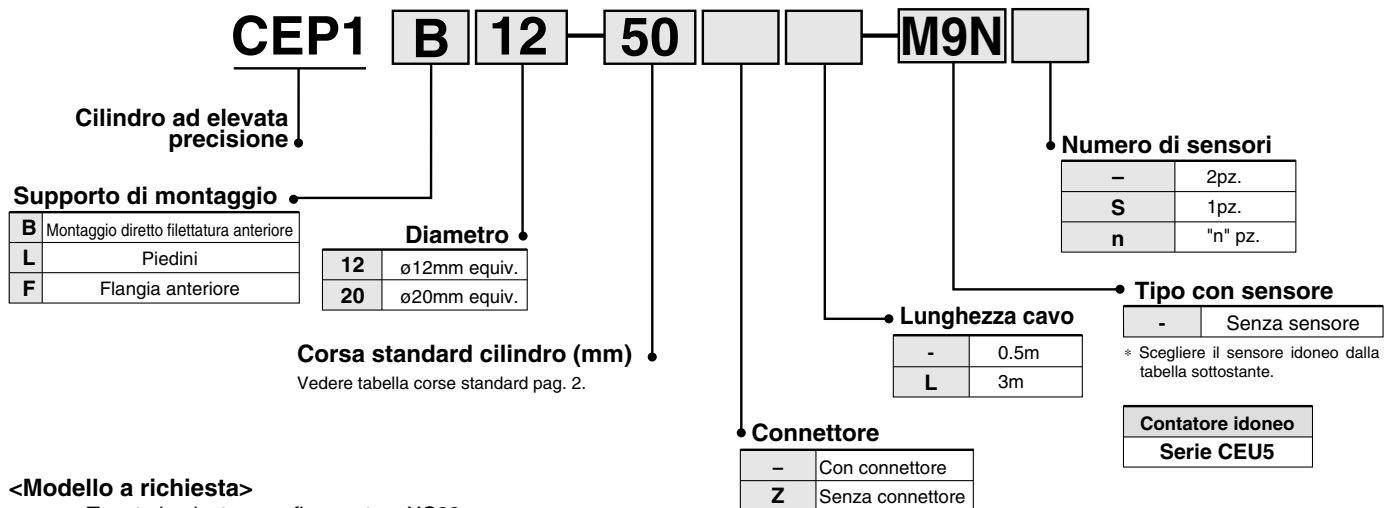 CEP1 B 12 – 50 – M9N
Cilindro ad elevata
precisione
Supporto di montaggio
B Montaggio diretto filettatura anteriore
L Piedini
F Flangia anteriore
Diametro
12 ø12mm equiv.
20 ø20mm equiv.
Corsa standard cilindro (mm)
Vedere tabella corse standard pag. 2.
Numero di sensori
– 2pz.
S 1pz.
n "n" pz.
Tipo con sensore
- Senza sensore
* Scegliere il sensore idoneo dalla
tabella sottostante.
Lunghezza cavo
- 0.5m
L 3m
Contatore idoneo
Serie CEU5
Connettore
– Con connettore
Z Senza connettore
<Modello a richiesta>